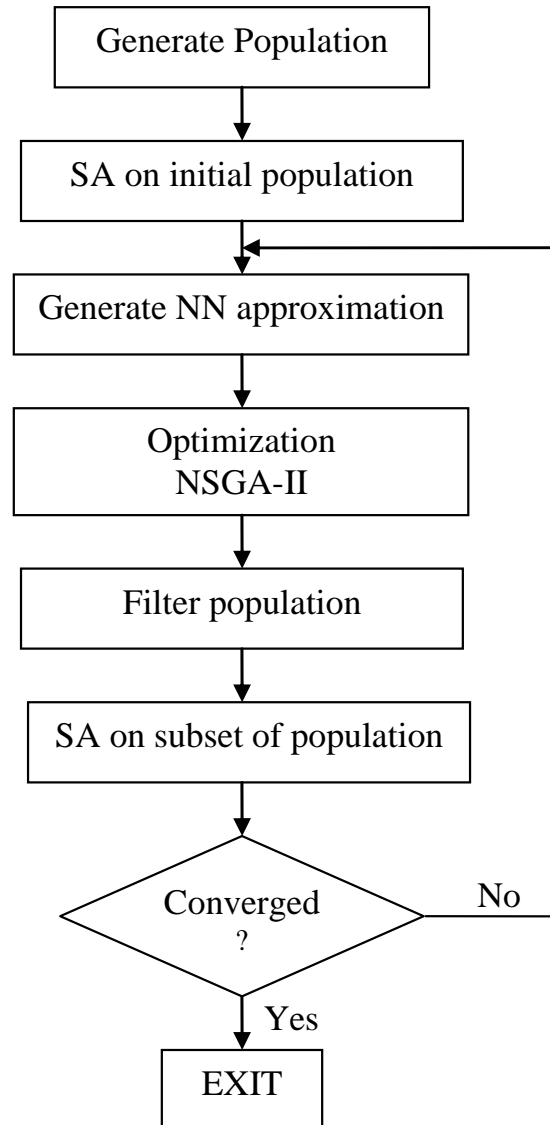 Generate Population
SA on initial population
Generate NN approximation
Optimization
NSGA-II
Filter population
SA on subset of population
Converged
?
No
Yes
EXIT